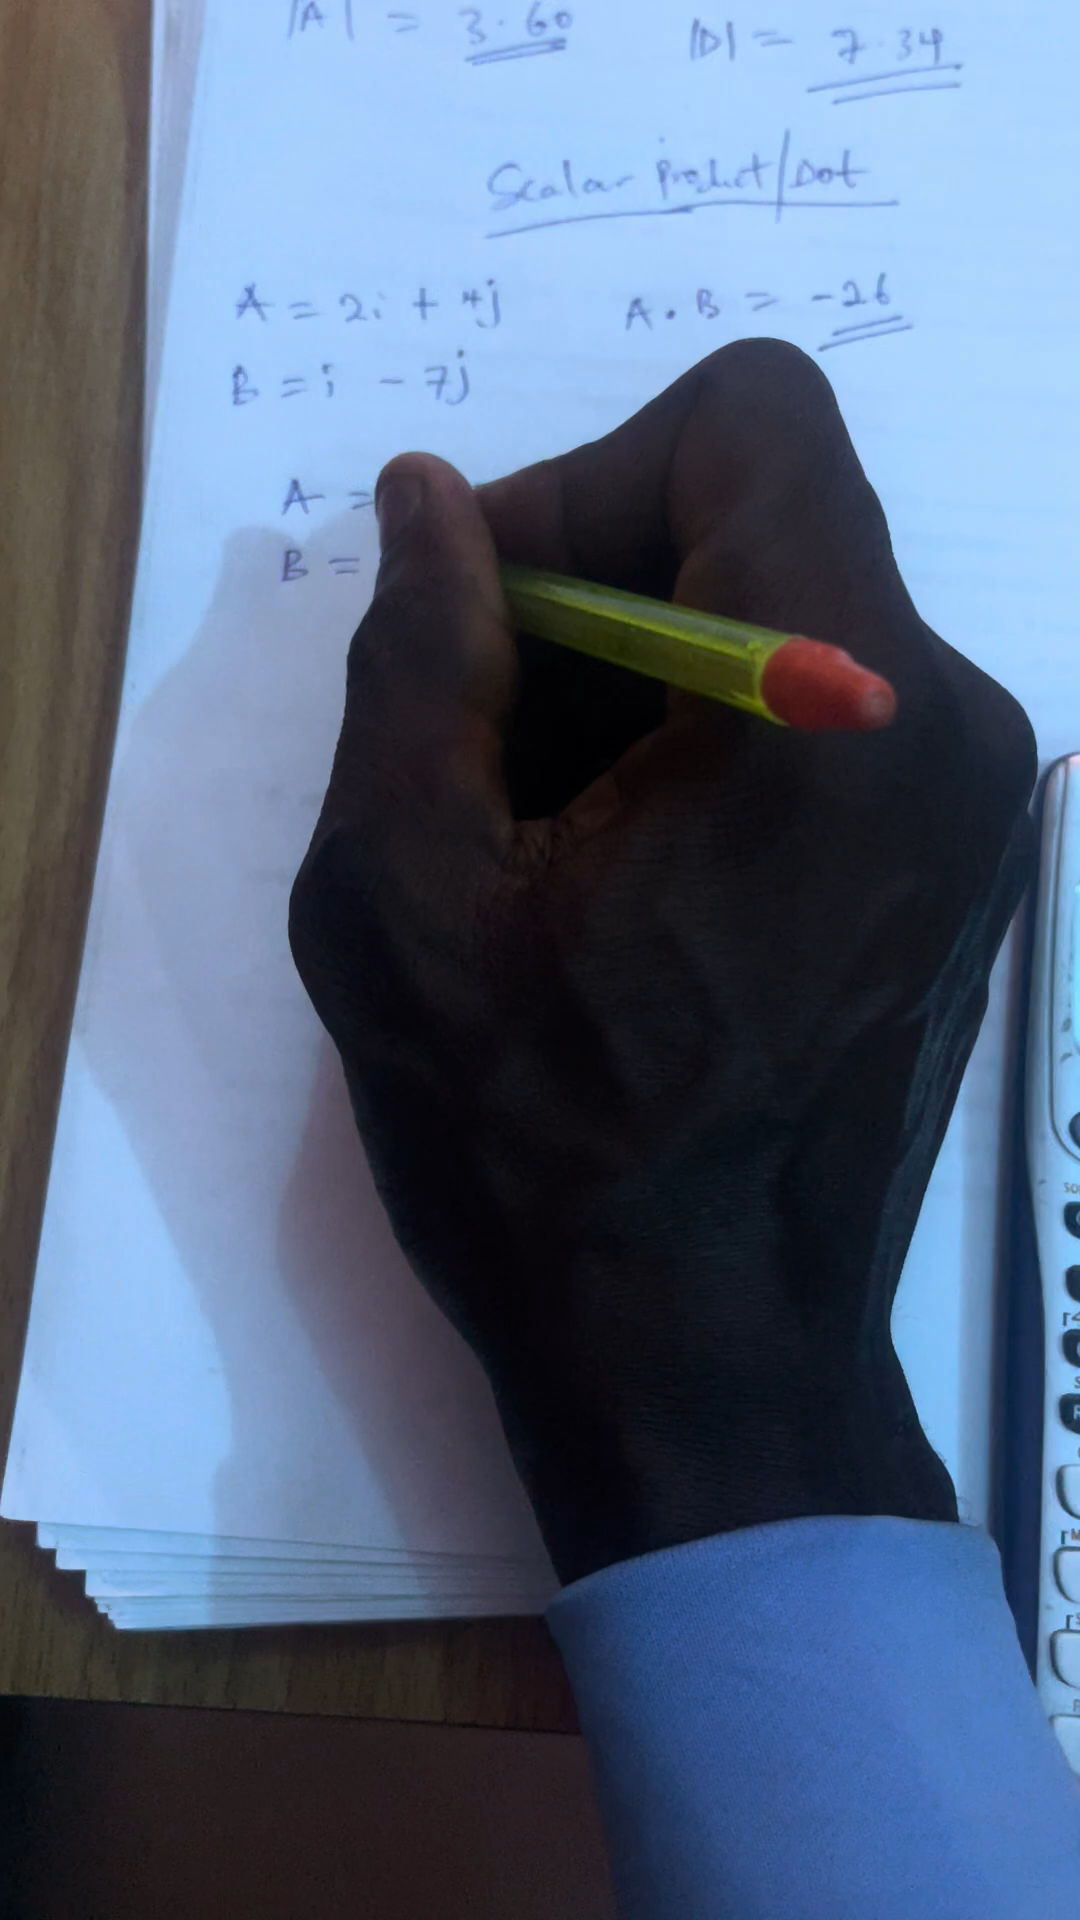 |A| = 3.60
|D| = 7.34
Scalar product/Dot
A = 2i + 4j
A . B = -26
B = i - 7j
A =
B =